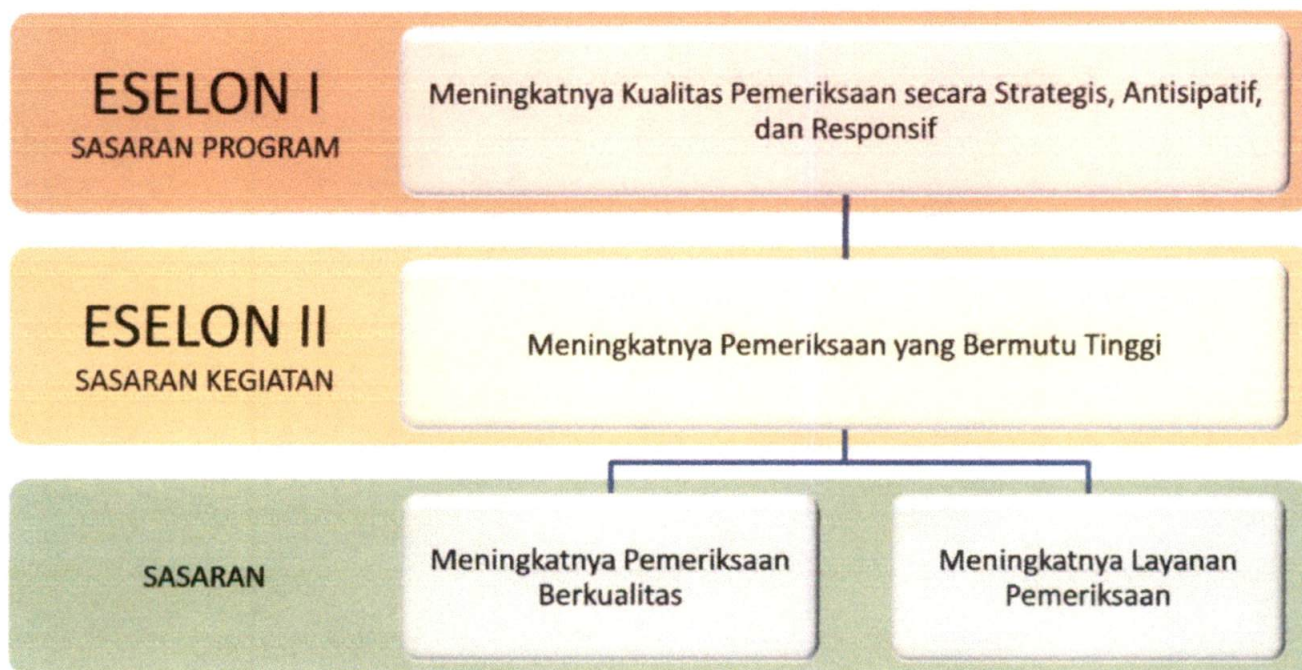 ESELON I
SASARAN PROGRAM
Meningkatnya Kualitas Pemeriksaan secara Strategis, Antisipatif,
dan Responsif
ESELON II
SASARAN KEGIATAN
Meningkatnya Pemeriksaan yang Bermutu Tinggi
SASARAN
Meningkatnya Pemeriksaan
Berkualitas
Meningkatnya Layanan
Pemeriksaan